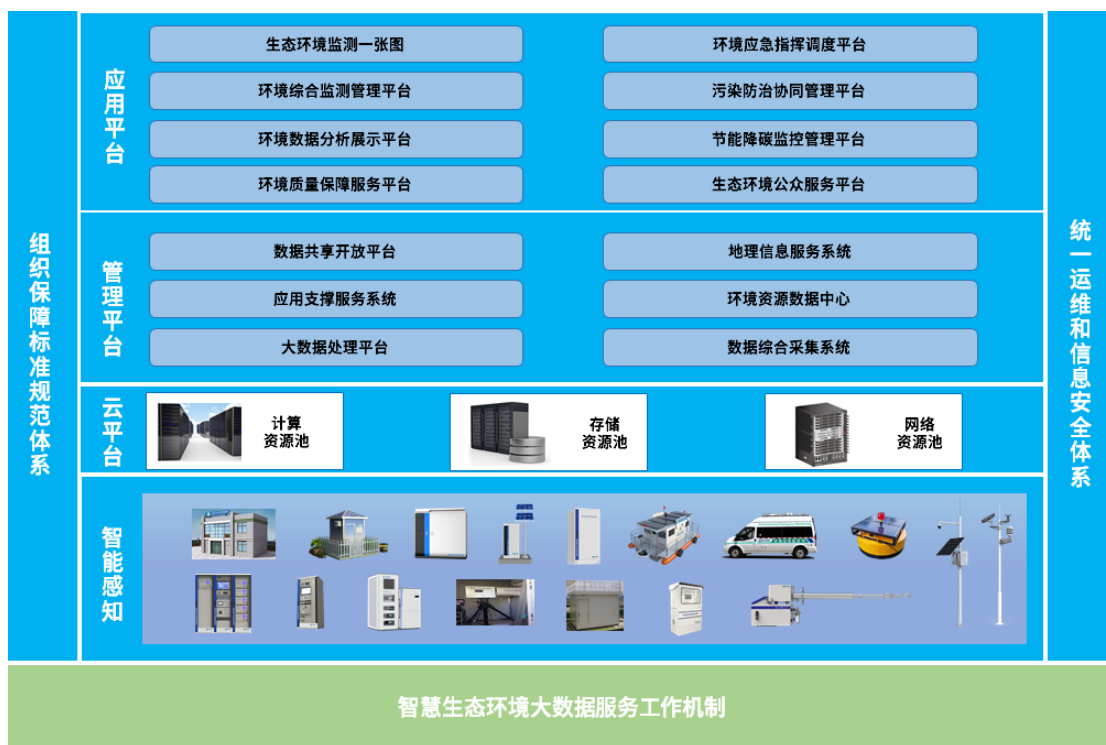 组织保障标准规范体系
应用平台
生态环境监测一张图
环境应急指挥调度平台
环境综合监测管理平台
污染防治协同管理平台
环境数据分析展示平台
节能降碳监控管理平台
环境质量保障服务平台
生态环境公众服务平台
管理平台
数据共享开放平台
地理信息服务系统
应用支撑服务系统
环境资源数据中心
大数据处理平台
数据综合采集系统
云平台
计算
资源池
存储
资源池
网络
资源池
智能感知
统一运维和信息安全体系
智慧生态环境大数据服务工作机制